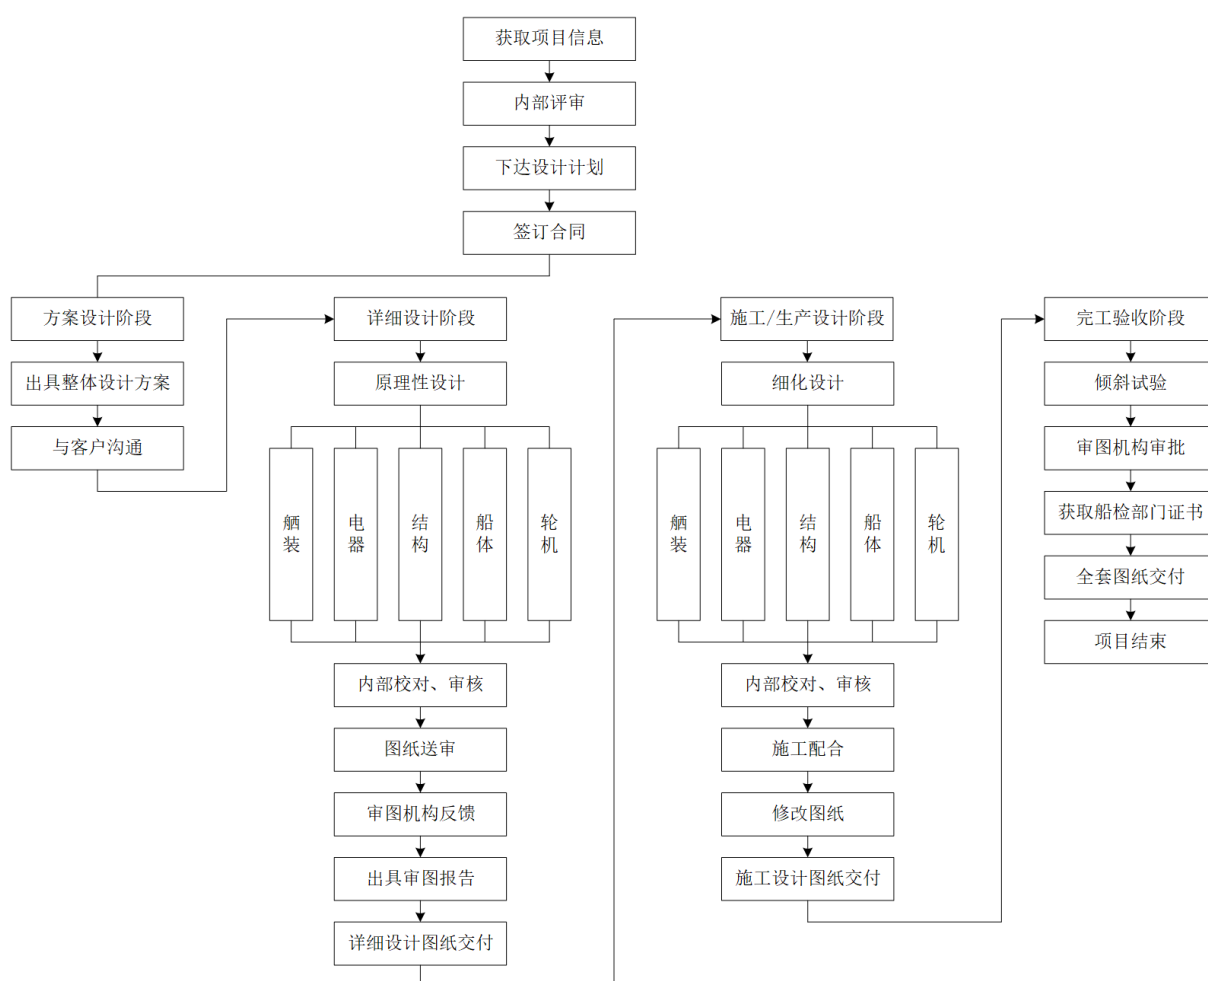 获取项目信息
内部评审
下达设计计划
签订合同
方案设计阶段
出具整体设计方案
与客户沟通
详细设计阶段
原理性设计
舾装
电器
结构
船体
轮机
内部校对、审核
图纸送审
审图机构反馈
出具审图报告
详细设计图纸交付
施工/生产设计阶段
细化设计
舾装
电器
结构
船体
轮机
内部校对、审核
施工配合
修改图纸
施工设计图纸交付
完工验收阶段
倾斜试验
审图机构审批
获取船检部门证书
全套图纸交付
项目结束